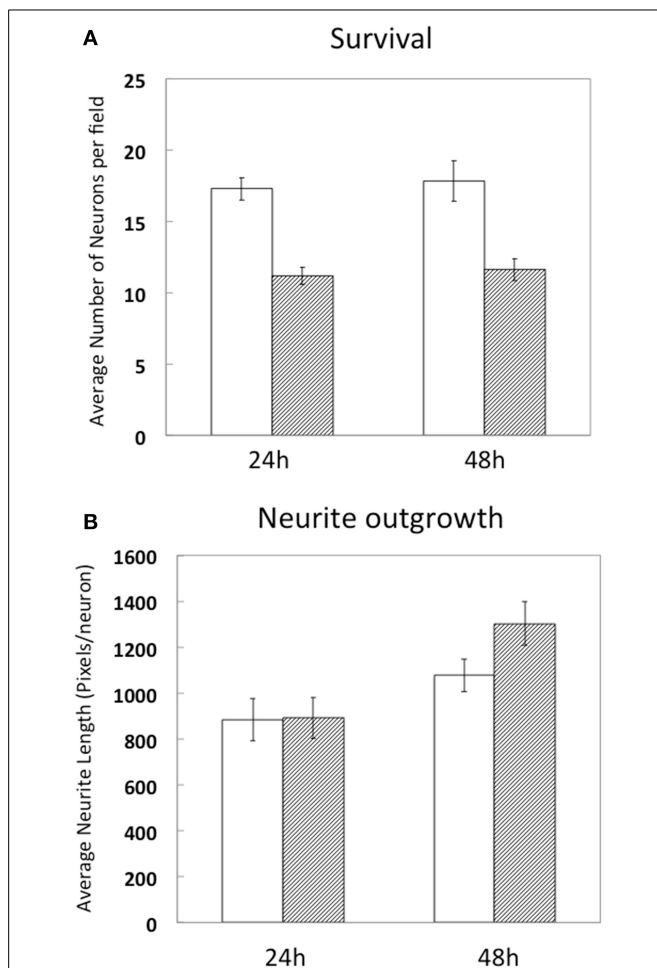 A
Survival
Average Number of Neurons per field
25
20
15
10
5
0
24h 48h
B
Neurite outgrowth
Average Neurite Length (Pixels/neuron)
1600
1400
1200
1000
800
600
400
200
0
24h 48h